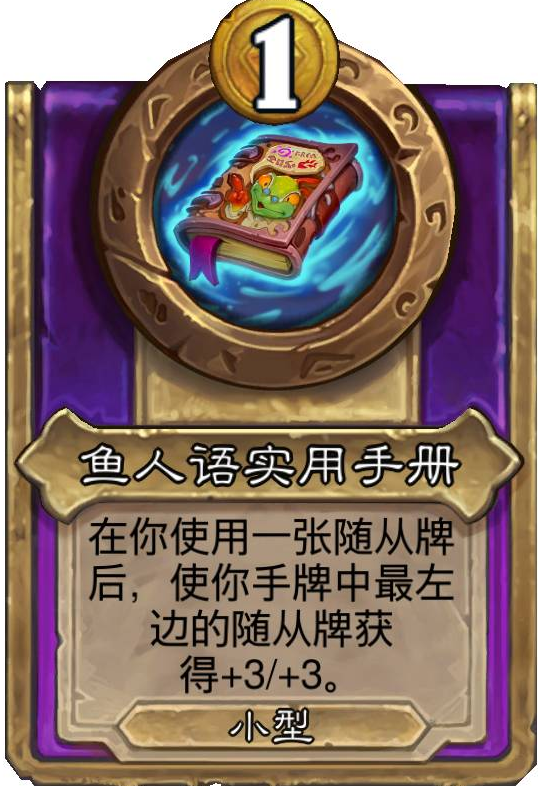 1
鱼人语实用手册
在你使用一张随从牌
后，使你手牌中最左
边的随从牌获
得+3/+3。
小型